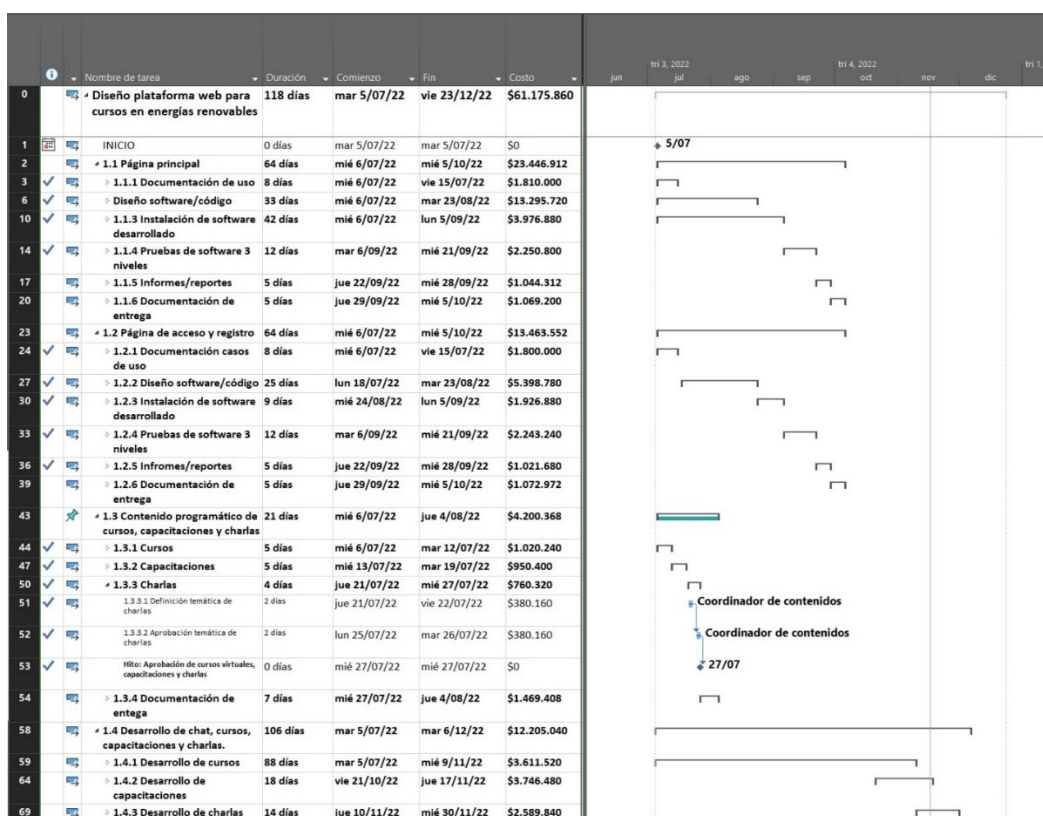 tri 3, 2022 tri 4, 2022 tri 1,
Nombre de tarea Duración Comienzo Fin Costo jun jul ago sep oct nov dic
0 Diseño plataforma web para 118 días mar 5/07/22 vie 23/12/22 $61.175.860
cursos en energías renovables
1 INICIO 0 días mar 5/07/22 mar 5/07/22 $0 5/07
2 1.1 Página principal 64 días mié 6/07/22 mié 5/10/22 $23.446.912
3 1.1.1 Documentación de uso 8 días mié 6/07/22 vie 15/07/22 $1.810.000
6 Diseño software/código 33 días mié 6/07/22 mar 23/08/22 $13.295.720
10 1.1.3 Instalación de software 42 días mié 6/07/22 lun 5/09/22 $3.976.880
desarrollado
14 1.1.4 Pruebas de software 3 12 días mar 6/09/22 mié 21/09/22 $2.250.800
niveles
17 1.1.5 Informes/reportes 5 días jue 22/09/22 mié 28/09/22 $1.044.312
20 1.1.6 Documentación de 5 días jue 29/09/22 mié 5/10/22 $1.069.200
entrega
23 1.2 Página de acceso y registro 64 días mié 6/07/22 mié 5/10/22 $13.463.552
24 1.2.1 Documentación casos 8 días mié 6/07/22 vie 15/07/22 $1.800.000
de uso
27 1.2.2 Diseño software/código 25 días lun 18/07/22 mar 23/08/22 $5.398.780
30 1.2.3 Instalación de software 9 días mié 24/08/22 lun 5/09/22 $1.926.880
desarrollado
33 1.2.4 Pruebas de software 3 12 días mar 6/09/22 mié 21/09/22 $2.243.240
niveles
36 1.2.5 Infromes/reportes 5 días jue 22/09/22 mié 28/09/22 $1.021.680
39 1.2.6 Documentación de 5 días jue 29/09/22 mié 5/10/22 $1.072.972
entrega
43 1.3 Contenido programático de 21 días mié 6/07/22 jue 4/08/22 $4.200.368
cursos, capacitaciones y charlas
44 1.3.1 Cursos 5 días mié 6/07/22 mar 12/07/22 $1.020.240
47 1.3.2 Capacitaciones 5 días mié 13/07/22 mar 19/07/22 $950.400
50 1.3.3 Charlas 4 días jue 21/07/22 mié 27/07/22 $760.320
51 1.3.3.1 Definición temática de 2 días jue 21/07/22 vie 22/07/22 $380.160 Coordinador de contenidos
charlas
52 1.3.3.2 Aprobación temática de 2 días lun 25/07/22 mar 26/07/22 $380.160 Coordinador de contenidos
charlas
53 Hito: Aprobación de cursos virtuales, 0 días mié 27/07/22 mié 27/07/22 $0 27/07
capacitaciones y charlas
54 1.3.4 Documentación de 7 días mié 27/07/22 jue 4/08/22 $1.469.408
entega
58 1.4 Desarrollo de chat, cursos, 106 días mar 5/07/22 mar 6/12/22 $12.205.040
capacitaciones y charlas.
59 1.4.1 Desarrollo de cursos 88 días mar 5/07/22 mié 9/11/22 $3.611.520
64 1.4.2 Desarrollo de 18 días vie 21/10/22 jue 17/11/22 $3.746.480
capacitaciones
69 1.4.3 Desarrollo de charlas 14 días jue 10/11/22 mié 30/11/22 $2.589.840